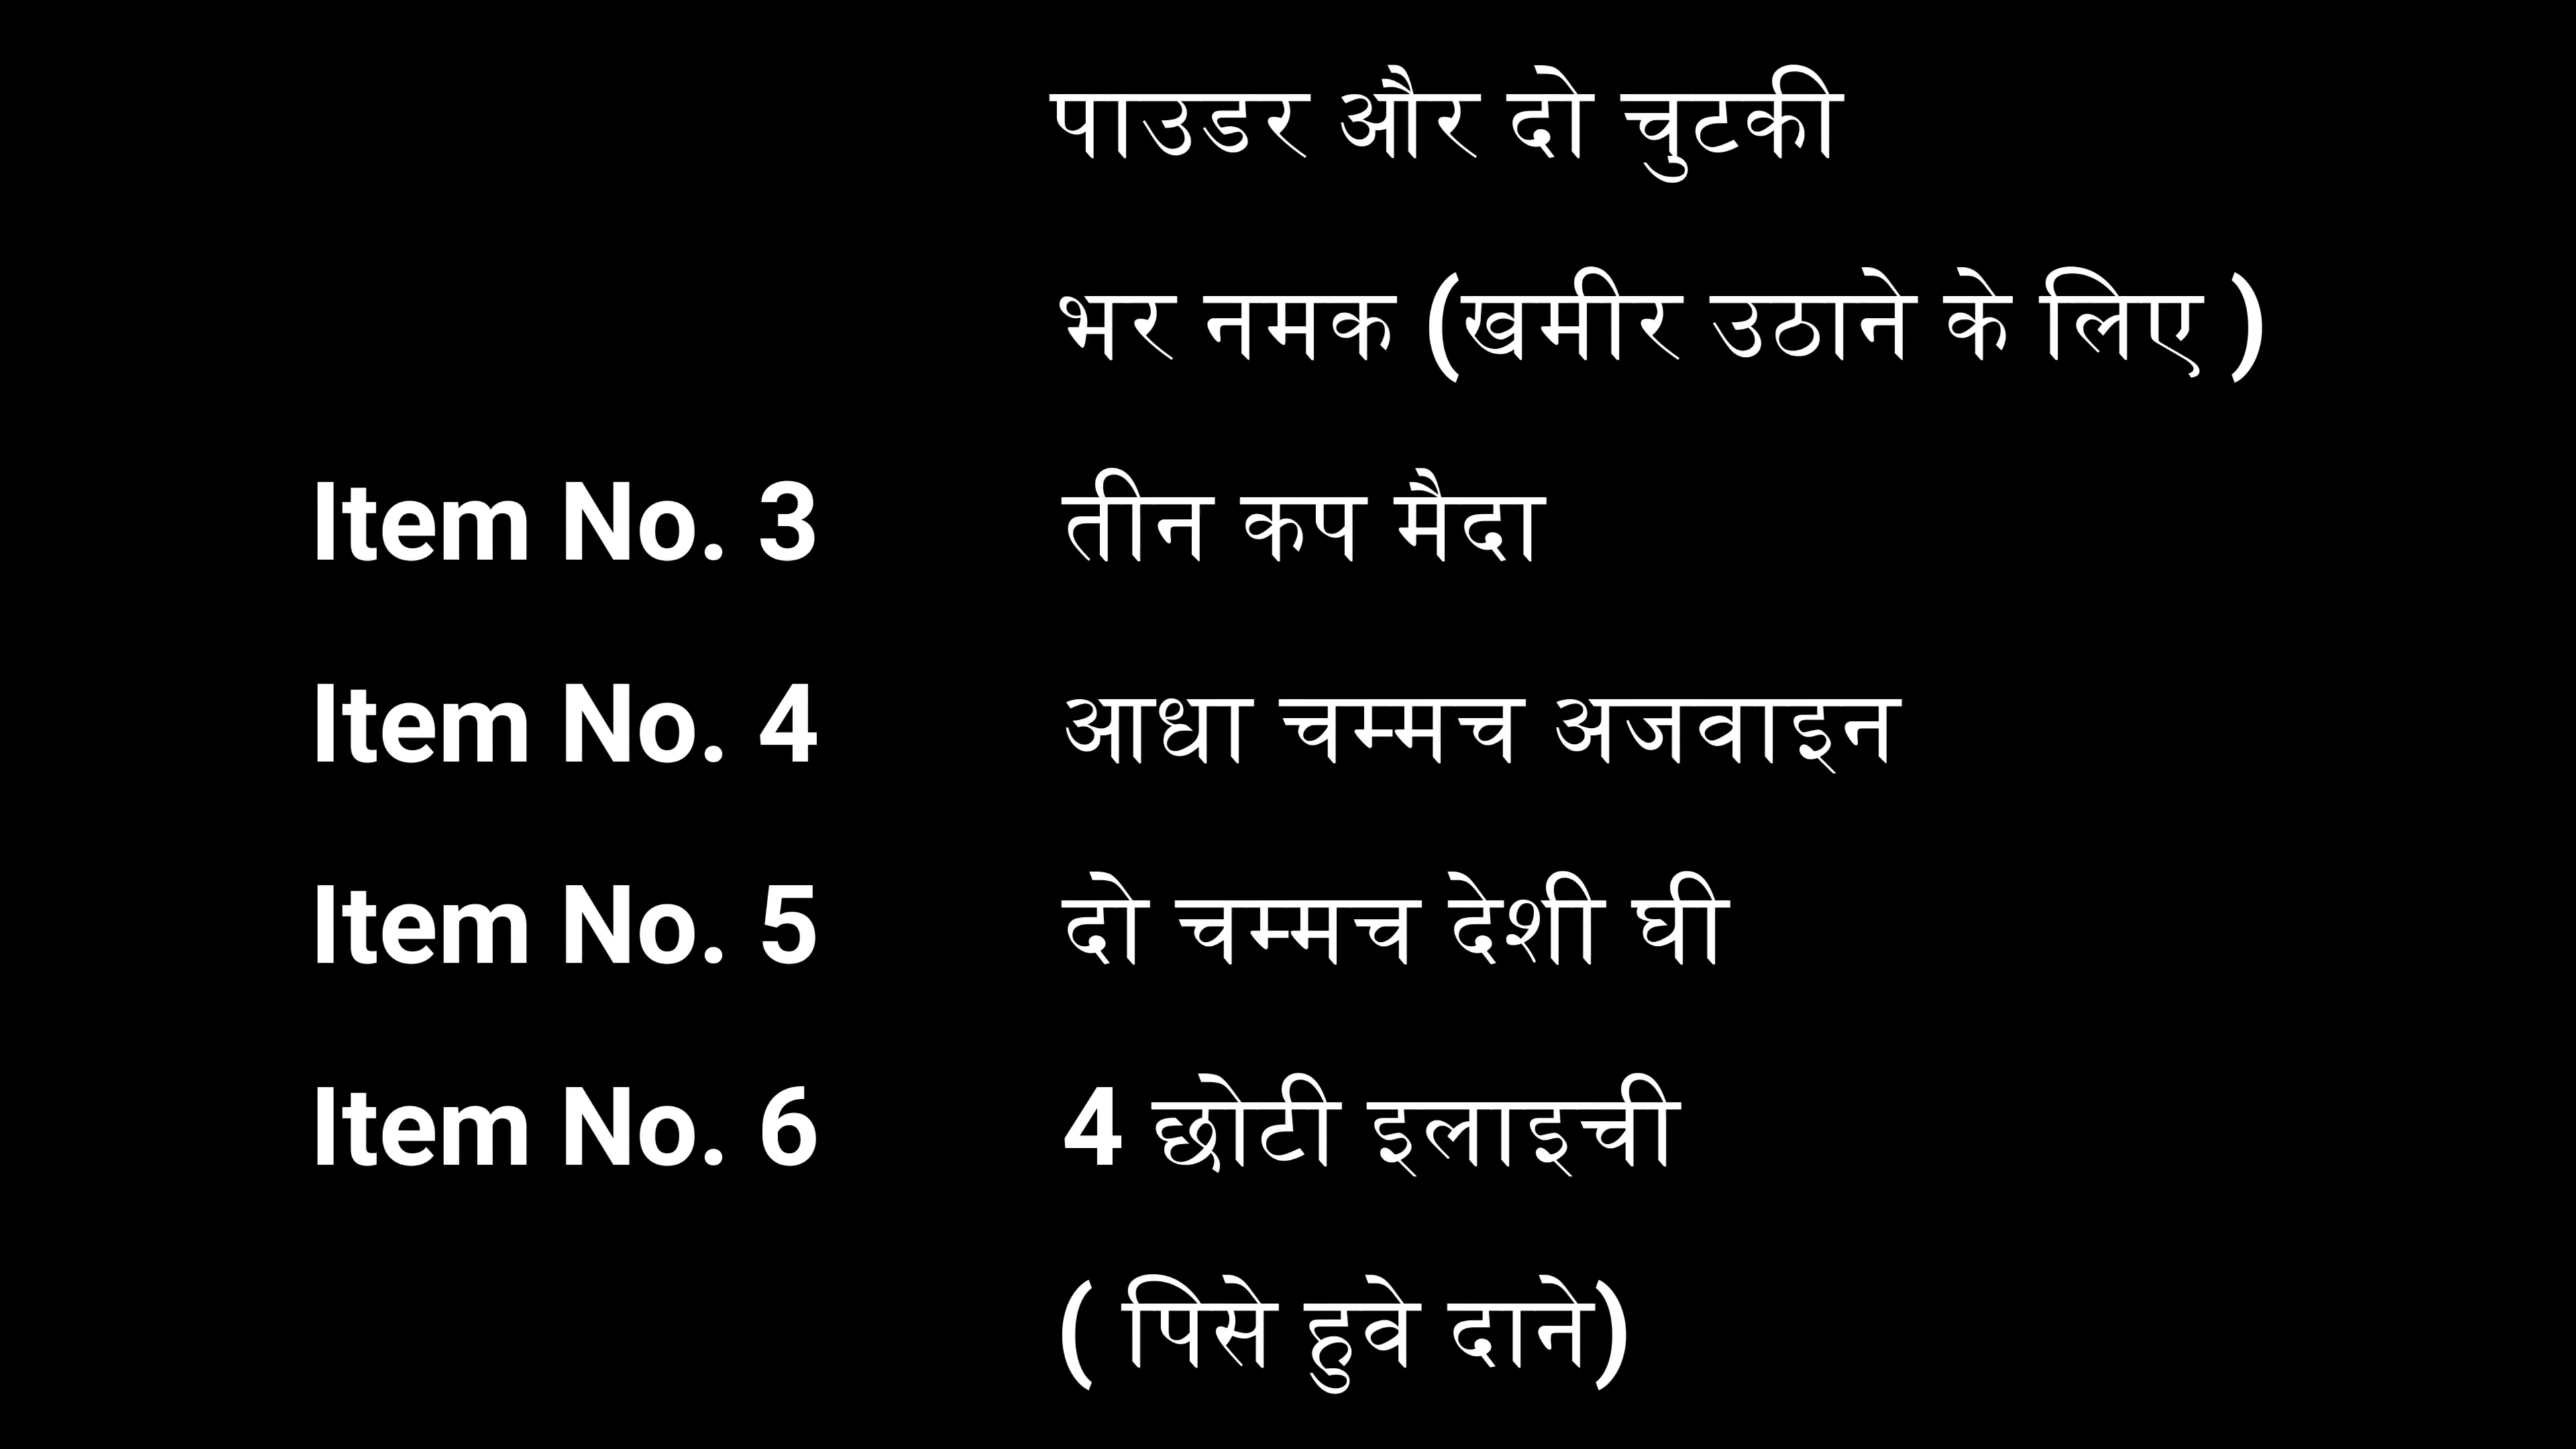 पाउडर और दो चुटकी
भर नमक (खमीर उठाने के लिए )
Item No. 3 तीन कप मैदा
Item No. 4 आधा चम्मच अजवाइन
Item No. 5 दो चम्मच देशी घी
Item No. 6 4 छोटी इलाइची
( पिसे हुवे दाने)